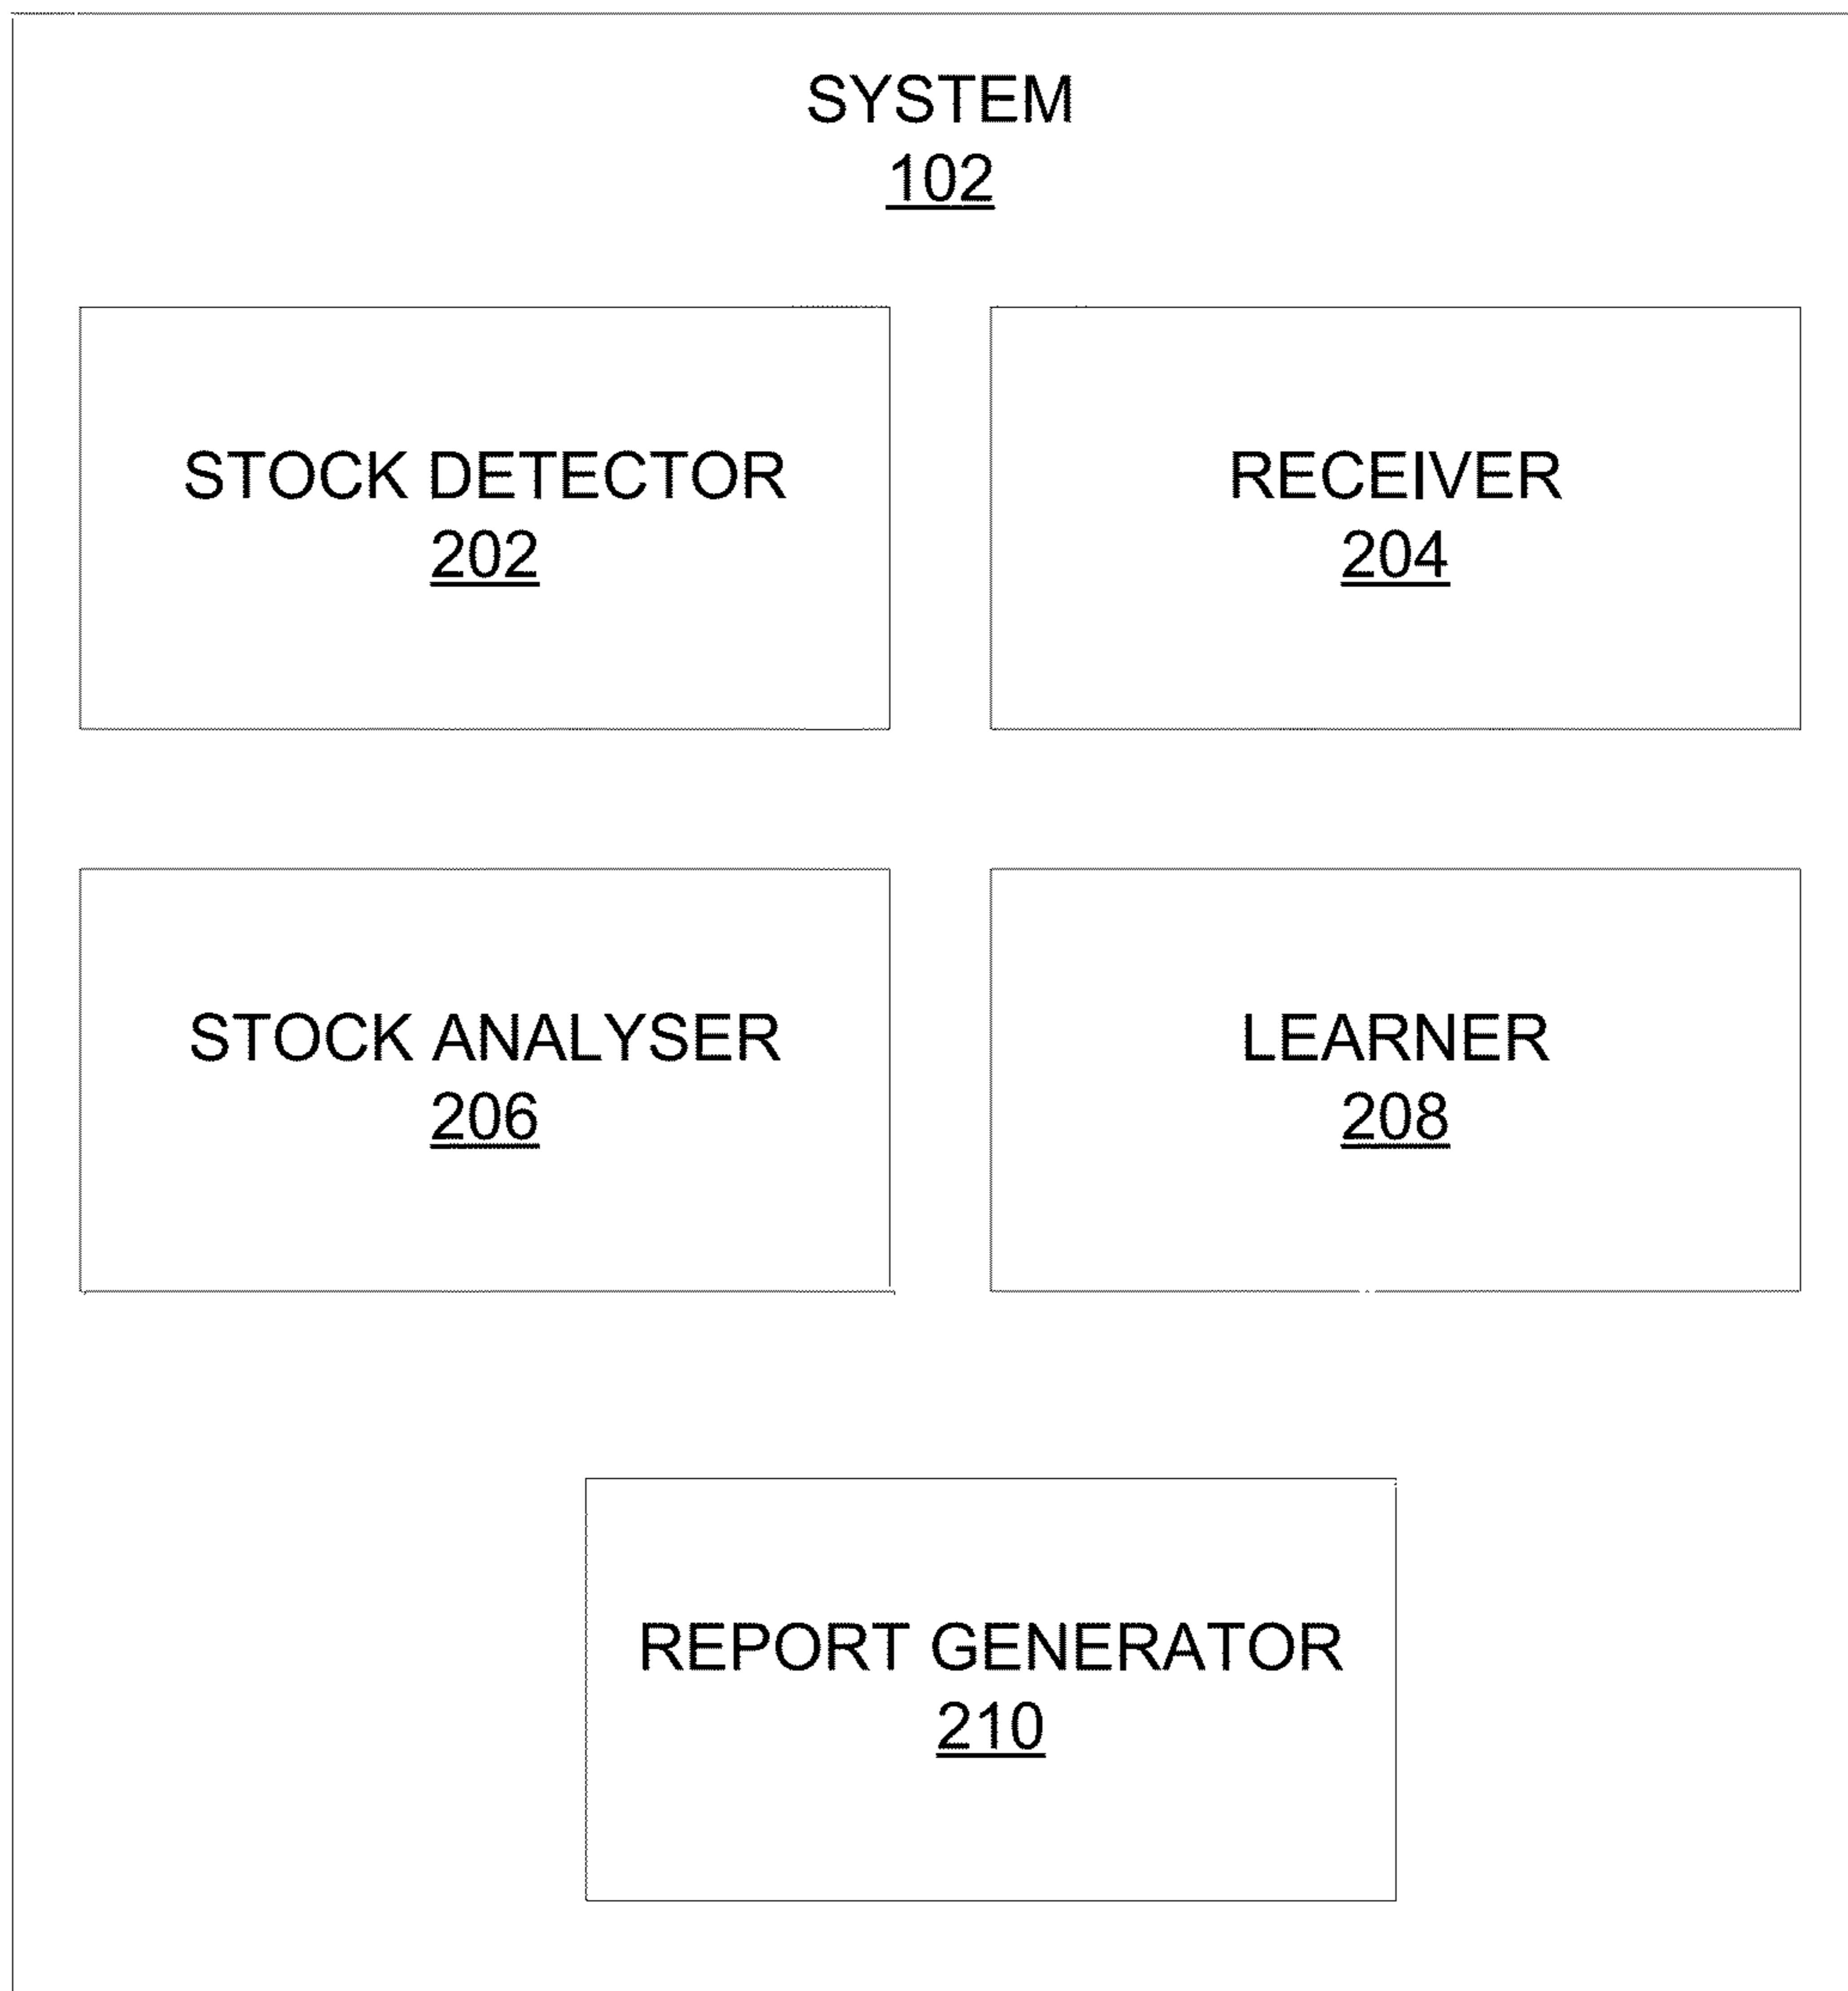 SYSTEM
102
STOCK DETECTOR
202
RECEIVER
204
STOCK ANALYSER
206
LEARNER
208
REPORT GENERATOR
210